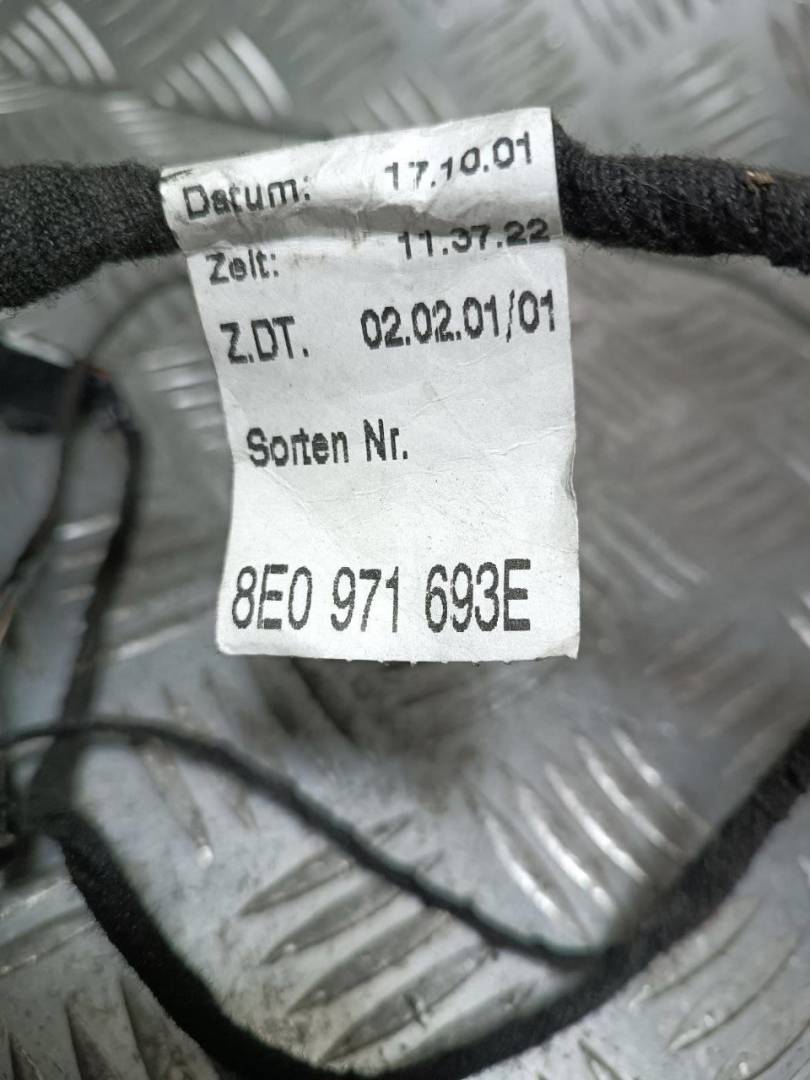 Datum: 17.10.01
Zeit: 11.37.22
Z.DT. 02.02.01/01
Sorten Nr.
8E0 971 693E